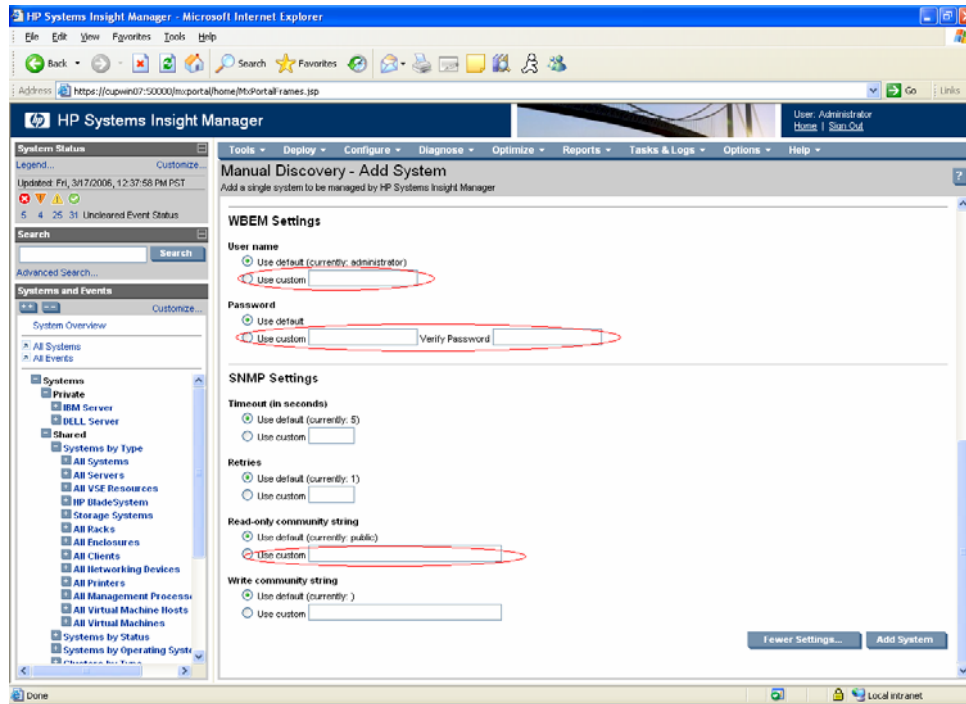 HP Systems Insight Manager - Microsoft Internet Explorer
File Edit View Favorites Tools Help
Back Search Favorites
Address https://cupwin07:50000/mxportal/home/MxPortalFrames.jsp Go Links
HP Systems Insight Manager
User: Administrator
Home | Sign Out
System Status
Legend... Customize...
Updated: Fri, 3/17/2006, 12:37:58 PM PST
5 4 25 31 Uncleared Event Status
Search
Search
Advanced Search...
Systems and Events
Customize...
System Overview
All Systems
All Events
Systems
Private
IBM Server
DELL Server
Shared
Systems by Type
All Systems
All Servers
All VSE Resources
HP BladeSystem
Storage Systems
All Racks
All Enclosures
All Clients
All Networking Devices
All Printers
All Management Processo
All Virtual Machine Hosts
All Virtual Machines
Systems by Status
Systems by Operating Syste
Tools Deploy Configure Diagnose Optimize Reports Tasks & Logs Options Help
Manual Discovery - Add System
?
Add a single system to be managed by HP Systems Insight Manager
WBEM Settings
User name
Use default (currently: administrator)
Use custom
Password
Use default
Use custom Verify Password
SNMP Settings
Timeout (in seconds)
Use default (currently: 5)
Use custom
Retries
Use default (currently: 1)
Use custom
Read-only community string
Use default (currently: public)
Use custom
Write community string
Use default (currently: )
Use custom
Fewer Settings... Add System
Done Local intranet